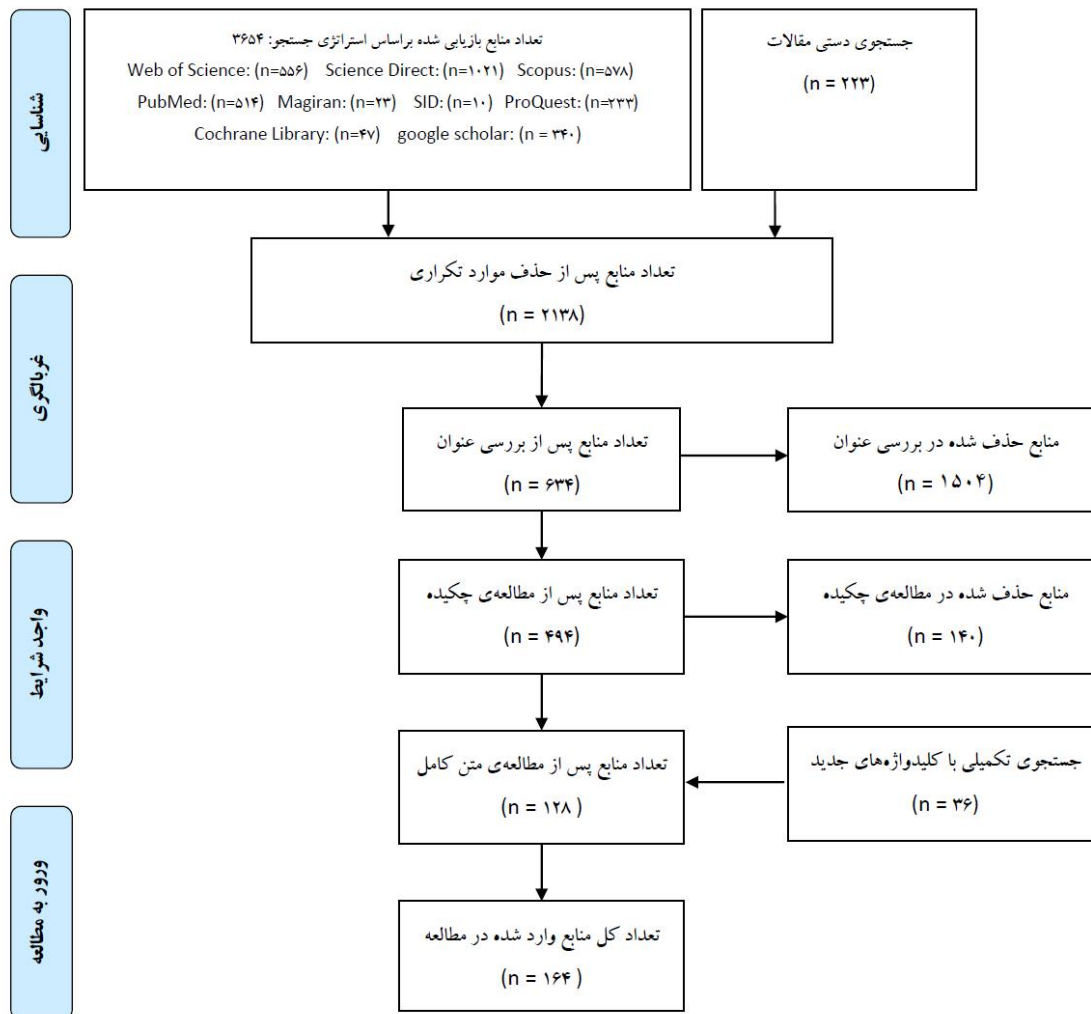 شناسایی
تعداد منابع بازیابی شده براساس استراتژی جستجو: ۳۶۵۴
Web of Science: (n=۵۵۶) Science Direct: (n=۱۰۲۱) Scopus: (n=۵۷۸)
PubMed: (n=۵۱۴) Magiran: (n=۲۳) SID: (n=۱۰) ProQuest: (n=۲۳۳)
Cochrane Library: (n=۴۷) google scholar: (n = ۳۴۰)
جستجوی دستی مقالات
(n = ۲۲۳)
تعداد منابع پس از حذف موارد تکراری
(n = ۲۱۳۸)
غربالگری
تعداد منابع پس از بررسی عنوان
(n = ۶۳۴)
منابع حذف شده در بررسی عنوان
(n = ۱۵۰۴)
واجد شرایط
تعداد منابع پس از مطالعه‌ی چکیده
(n = ۴۹۴)
منابع حذف شده در مطالعه‌ی چکیده
(n = ۱۴۰)
تعداد منابع پس از مطالعه‌ی متن کامل
(n = ۱۲۸ )
جستجوی تکمیلی با کلیدواژه‌های جدید
(n = ۳۶)
ورور به مطالعه
تعداد کل منابع وارد شده در مطالعه
(n = ۱۶۴ )